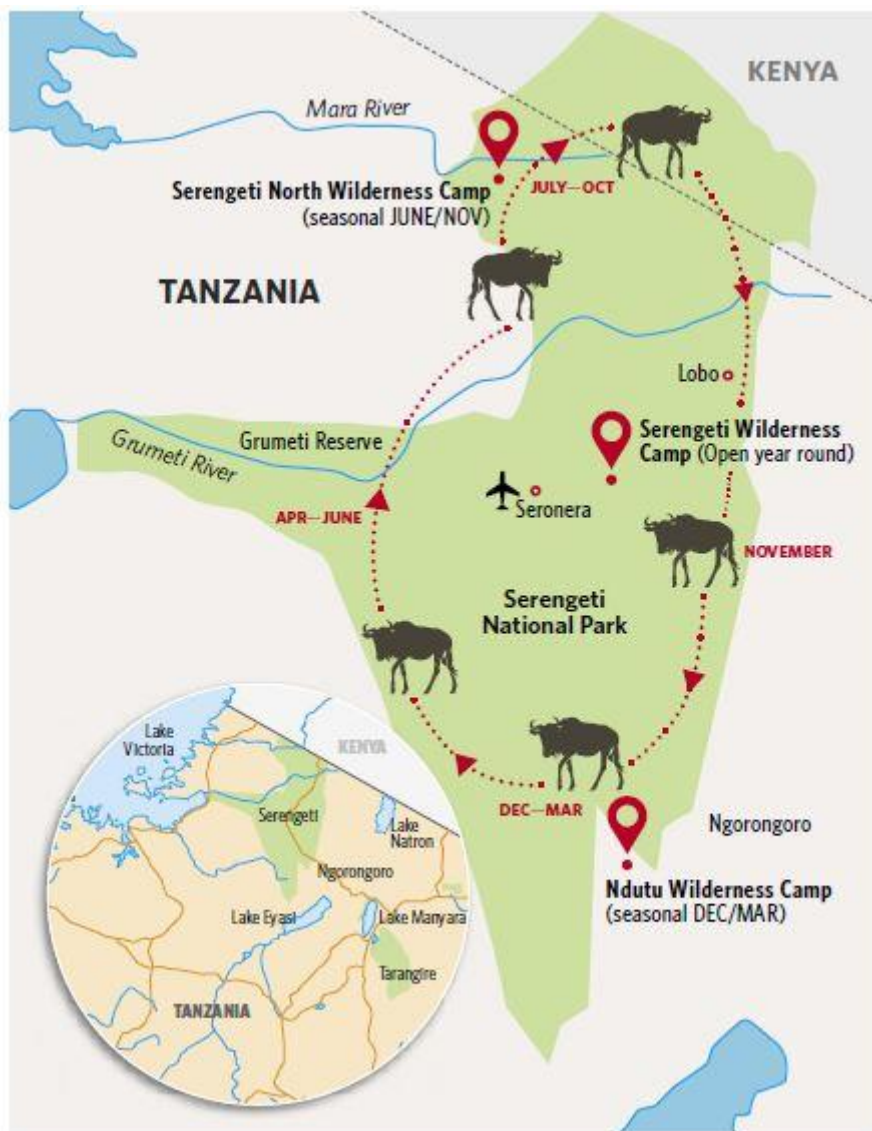 KENYA
Mara River
Serengeti North Wilderness Camp
(seasonal JUNE/NOV)
JULY—OCT
TANZANIA
Lobo
Grumeti Reserve
Grumeti River
Serengeti Wilderness
Camp (Open year round)
Seronera
APR—JUNE
NOVEMBER
Serengeti
National Park
DEC—MAR
Ngorongoro
Ndutu Wilderness Camp
(seasonal DEC/MAR)
Lake
Victoria
KENYA
Serengeti
Lake
Natron
Ngorongoro
Lake Eyasi
Lake Manyara
Tarangire
TANZANIA